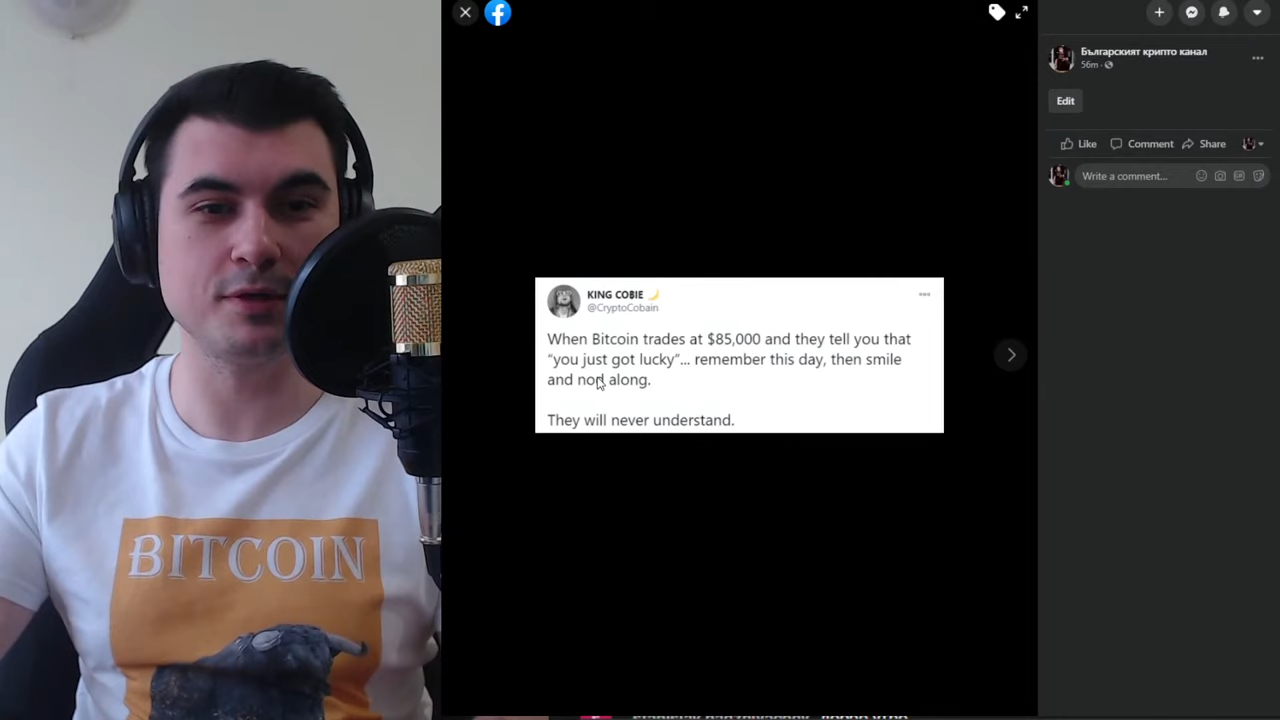 Българският крипто канал
56m
Edit
Like
Comment
Share
Write a comment...
KING COBIE
@CryptoCobain
When Bitcoin trades at $85,000 and they tell you that
“you just got lucky”... remember this day, then smile
and nod along.
They will never understand.
BITCOIN